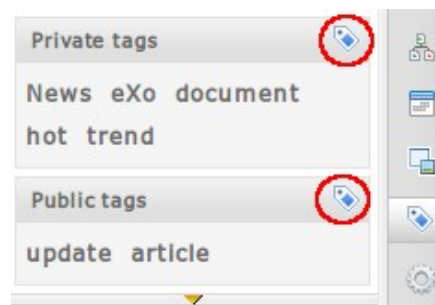 Private tags
News eXo document
hot trend
Public tags
update article